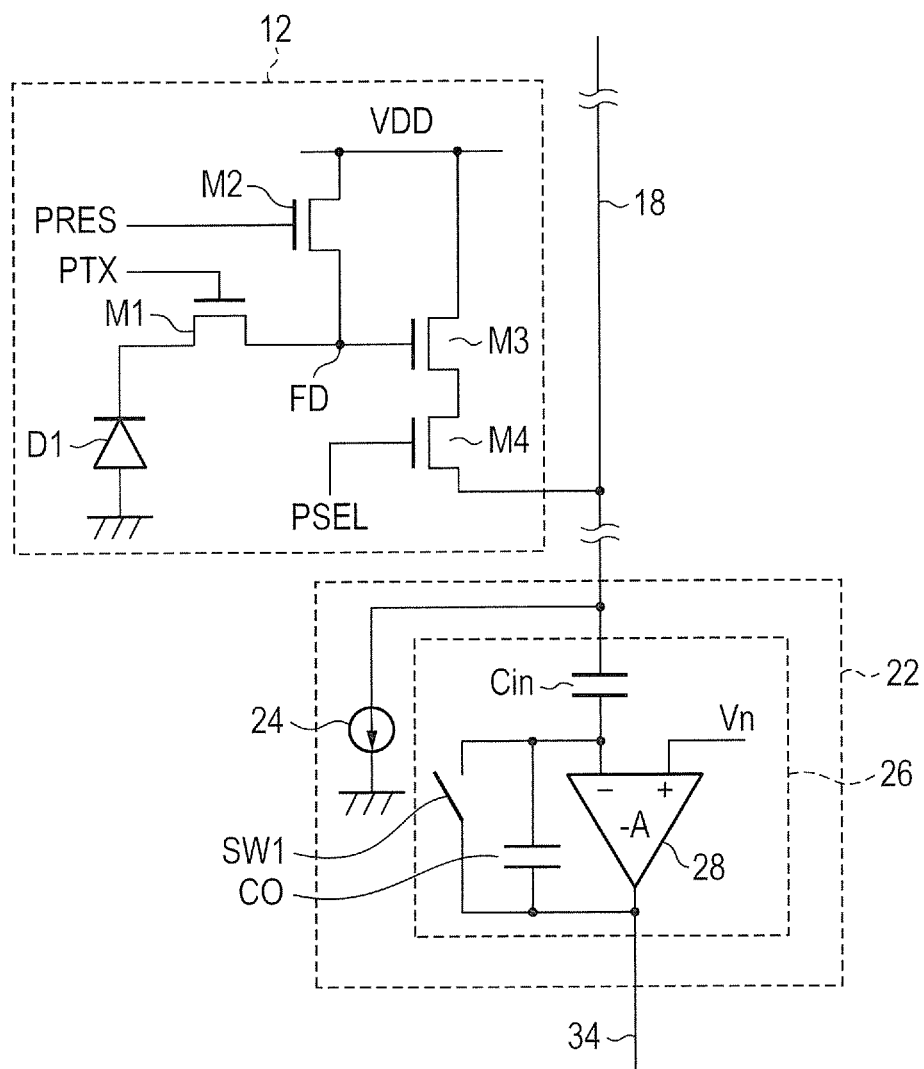 12
VDD
M2
18
PRES
PTX
M1
M3
FD
D1
M4
PSEL
Cin
22
24
Vn
26
− +
-A
SW1
28
CO
34